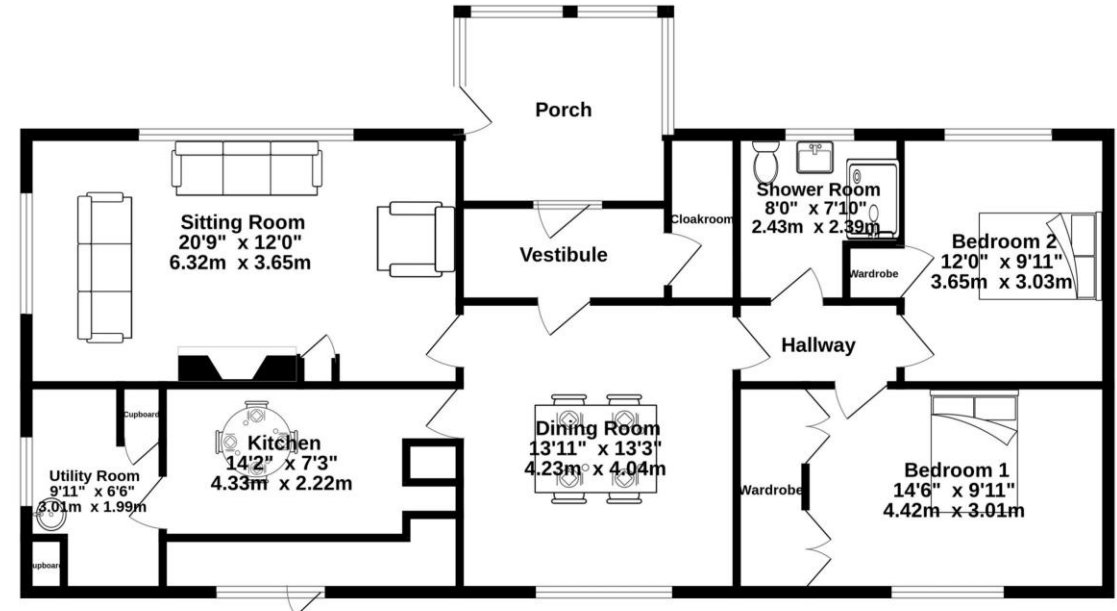 Porch
Sitting Room
20'9" x 12'0"
6.32m x 3.65m
Vestibule
Cloakroom
Shower Room
8'0" x 7'10"
2.43m x 2.39m
Wardrobe
Bedroom 2
12'0" x 9'11"
3.65m x 3.03m
Hallway
Cupboard
Kitchen
14'2" x 7'3"
4.33m x 2.22m
Dining Room
13'11" x 13'3"
4.23m x 4.04m
Utility Room
9'11" x 6'6"
3.01m x 1.99m
Wardrobe
Bedroom 1
14'6" x 9'11"
4.42m x 3.01m
upboar